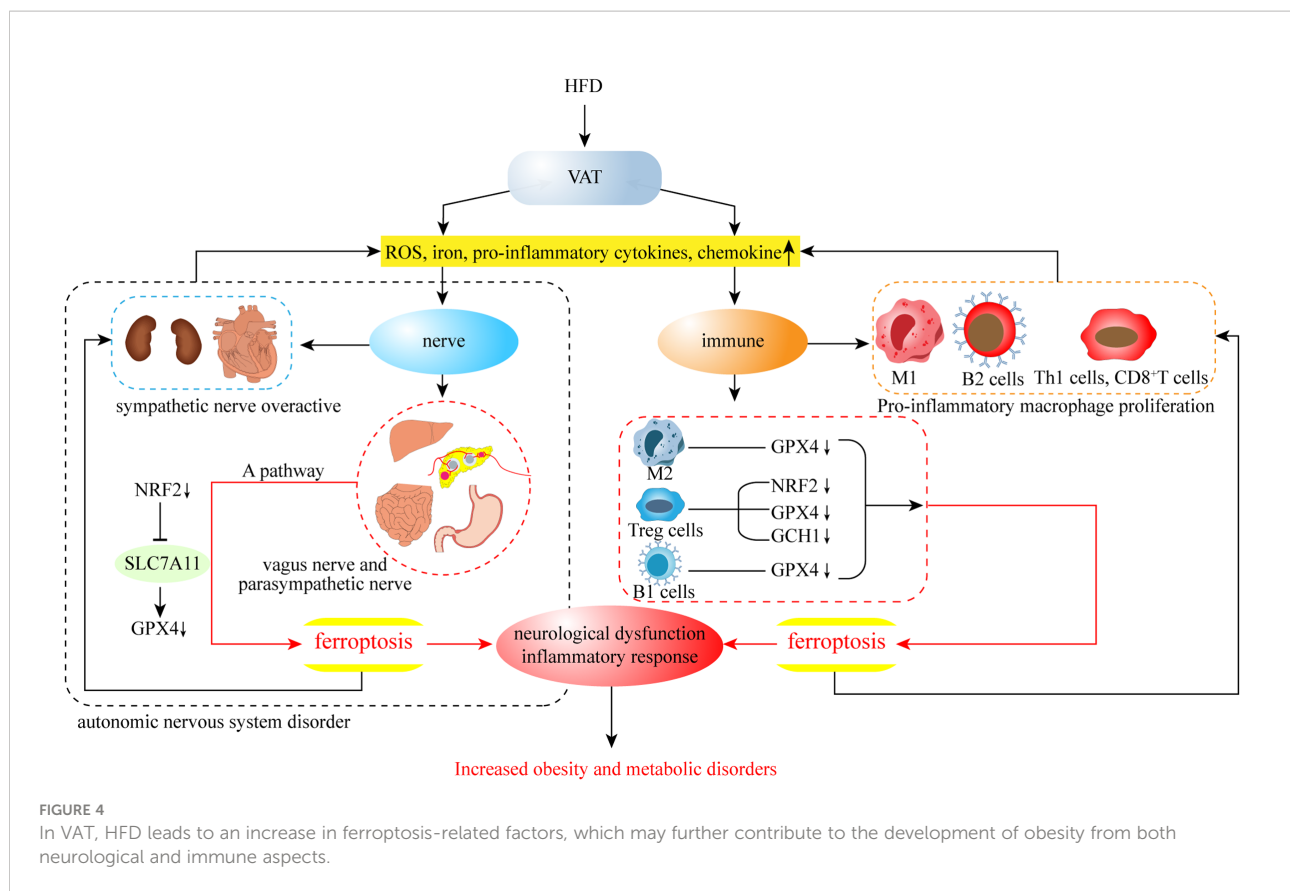 HFD
VAT
ROS, iron, pro-inflammatory cytokines, chemokine
nerve
immune
sympathetic nerve overactive
M1
B2 cells
Th1 cells, CD8⁺T cells
Pro-inflammatory macrophage proliferation
A pathway
NRF2↓
SLC7A11
GPX4↓
vagus nerve and
parasympathetic nerve
M2
GPX4↓
Treg cells
NRF2↓
GPX4↓
GCH1↓
B1 cells
GPX4↓
ferroptosis
neurological dysfunction
inflammatory response
ferroptosis
autonomic nervous system disorder
Increased obesity and metabolic disorders
FIGURE 4
In VAT, HFD leads to an increase in ferroptosis-related factors, which may further contribute to the development of obesity from both
neurological and immune aspects.